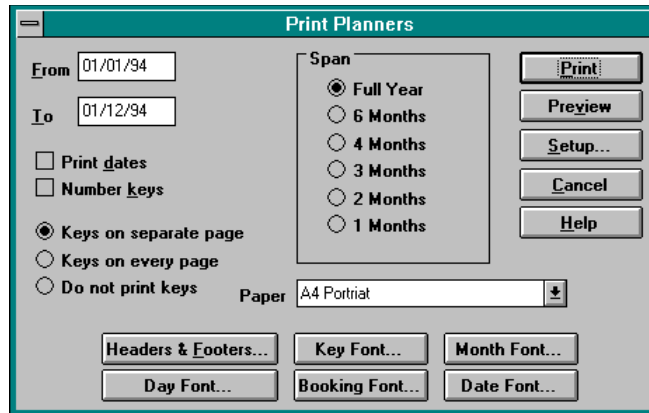 Print Planners
From 01/01/94
To 01/12/94
Print dates
Number keys
Keys on separate page
Keys on every page
Do not print keys
Span
Full Year
6 Months
4 Months
3 Months
2 Months
1 Months
Paper A4 Portriat
Print
Preview
Setup...
Cancel
Help
Headers & Footers... Key Font... Month Font...
Day Font... Booking Font... Date Font...